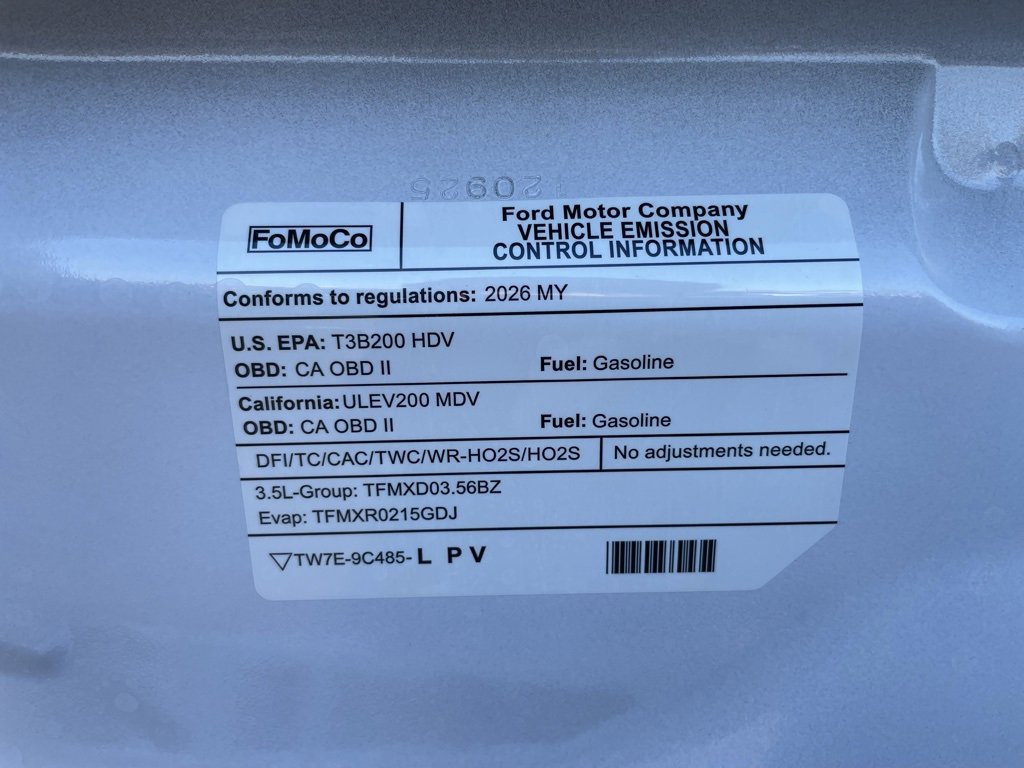 120925
FoMoCo
Ford Motor Company
VEHICLE EMISSION
CONTROL INFORMATION
Conforms to regulations: 2026 MY
U.S. EPA: T3B200 HDV
OBD: CA OBD II Fuel: Gasoline
California: ULEV200 MDV
OBD: CA OBD II Fuel: Gasoline
DFI/TC/CAC/TWC/WR-HO2S/HO2S No adjustments needed.
3.5L-Group: TFMXD03.56BZ
Evap: TFMXR0215GDJ
TW7E-9C485- L P V